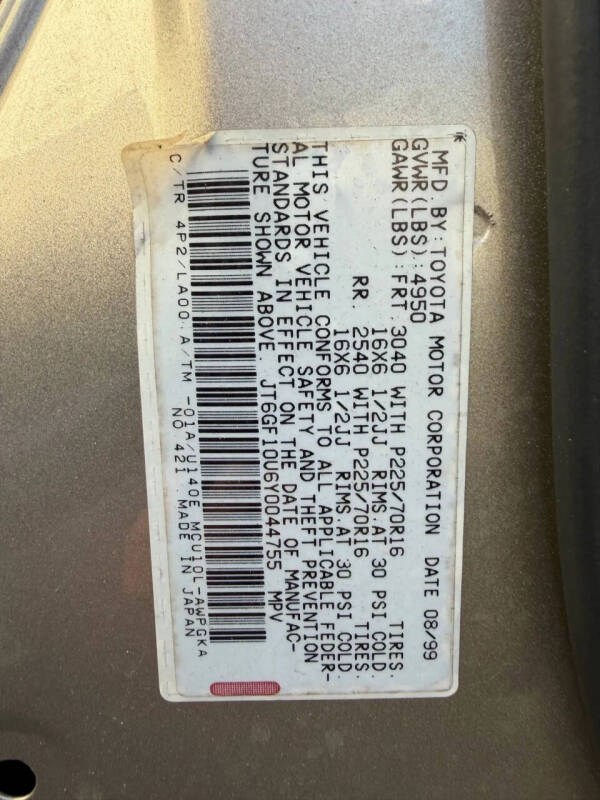 MFD. BY: TOYOTA MOTOR CORPORATION DATE 08/99
GVWR(LBS): 4950
GAWR(LBS): FRT. 3040 WITH P225/70R16 TIRES.
16X6 1/2JJ RIMS.AT 30 PSI COLD.
RR. 2540 WITH P225/70R16 TIRES.
16X6 1/2JJ RIMS.AT 30 PSI COLD.
THIS VEHICLE CONFORMS TO ALL APPLICABLE FEDER-
AL MOTOR VEHICLE SAFETY AND THEFT PREVENTION
STANDARDS IN EFFECT ON THE DATE OF MANUFAC-
TURE SHOWN ABOVE. JT6GF10U6Y0044755 MPV
C/TR 4P2/LA00.A/TM -01A/U140E MCU10L-AWPGKA
NO 421 . MADE IN JAPAN